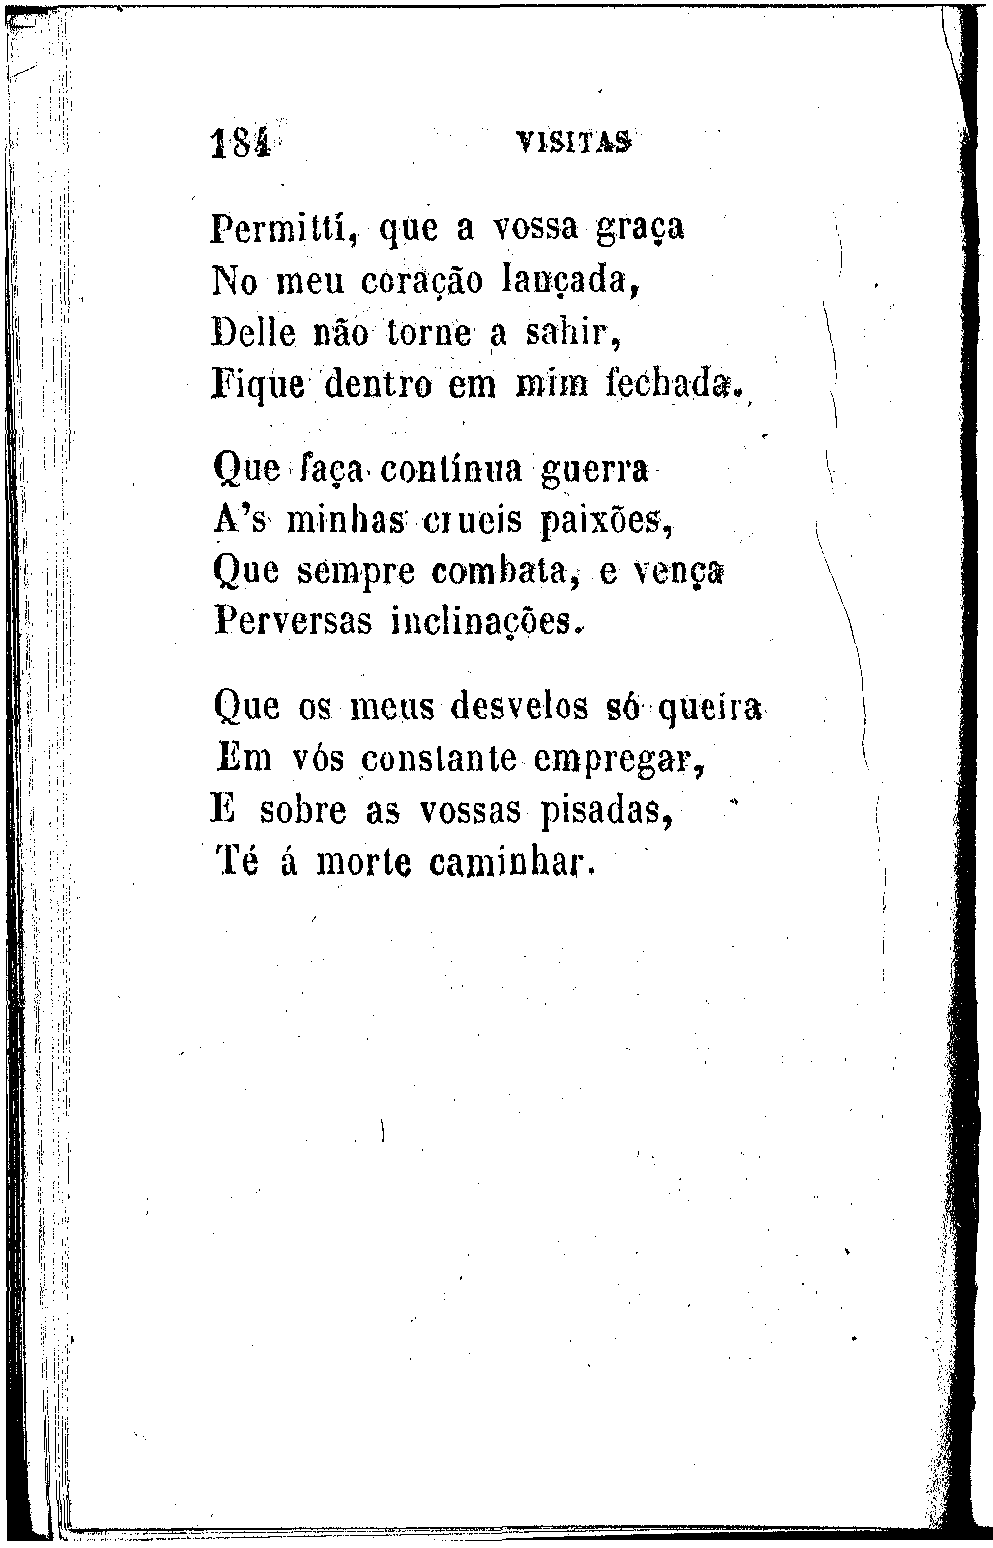 184 VISITAS
Permittí, que a vossa graça
No meu coração lançada,
Delle não torne a sahir,
Fique dentro em mim fechada.
Que faça contínua guerra
A's minhas crueis paixões,
Que sempre combata, e vença
Perversas inclinações.
Que os meus desvelos só queira
Em vós constante empregar,
E sobre as vossas pisadas,
Té á morte caminhar.